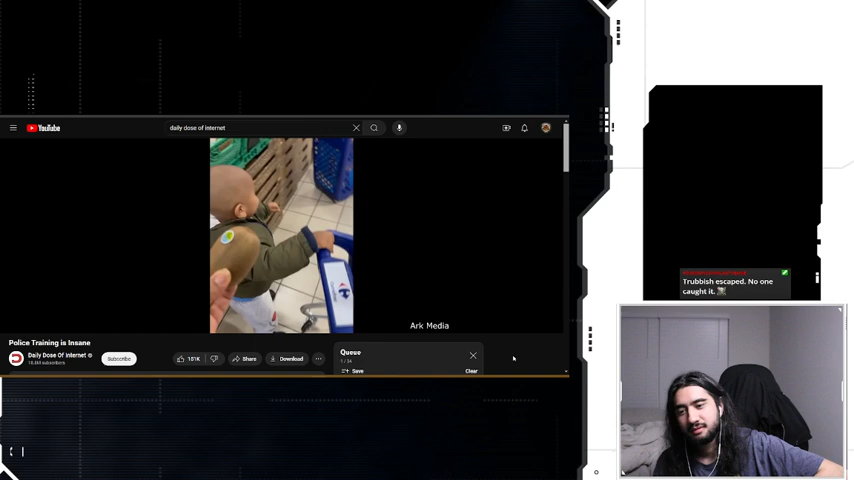 YouTube
daily dose of internet
Ark Media
Police Training is Insane
Daily Dose Of Internet
Subscribe
181K
Share
Download
Queue
Save
Clear
Trubbish escaped. No one
caught it.